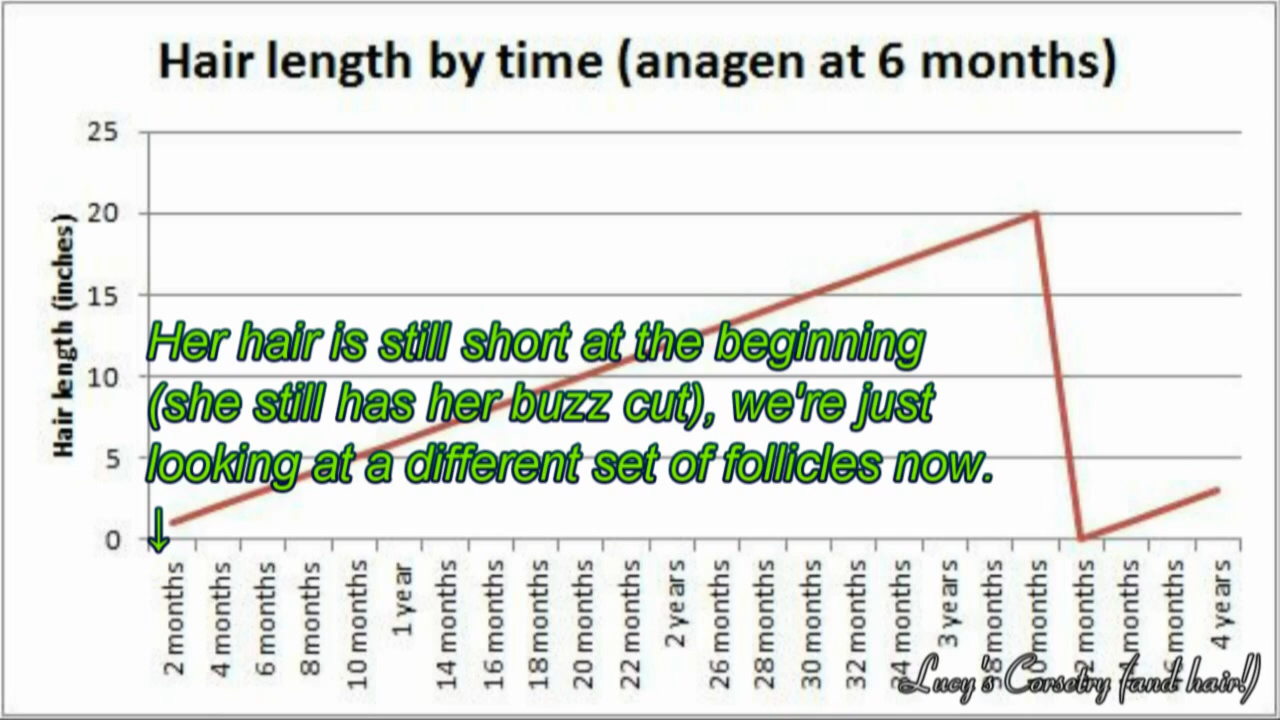 Hair length by time (anagen at 6 months)
Hair length (inches)
25
20
15
10
5
0
Her hair is still short at the beginning
(she still has her buzz cut), we're just
looking at a different set of follicles now.
2 months
4 months
6 months
8 months
10 months
1 year
14 months
16 months
18 months
20 months
22 months
2 years
26 months
28 months
30 months
32 months
34 months
3 years
38 months
months
months
months
months
4 years
Lucy's Corsetry (and hair!)